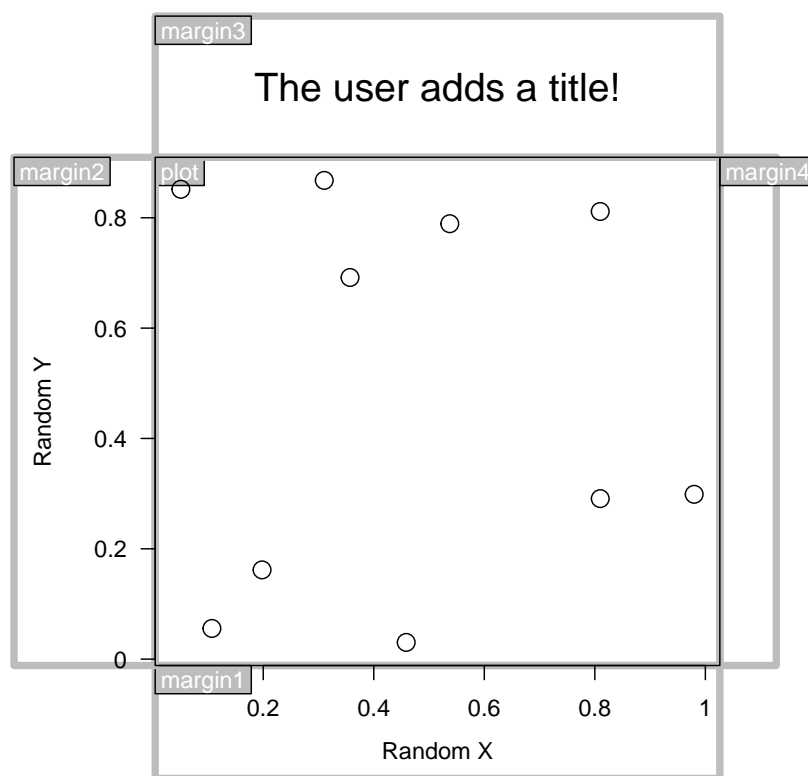 margin3
The user adds a title!
margin2
plot
margin4
0.8
0.6
0.4
0.2
0
Random Y
margin1
0.2 0.4 0.6 0.8 1
Random X